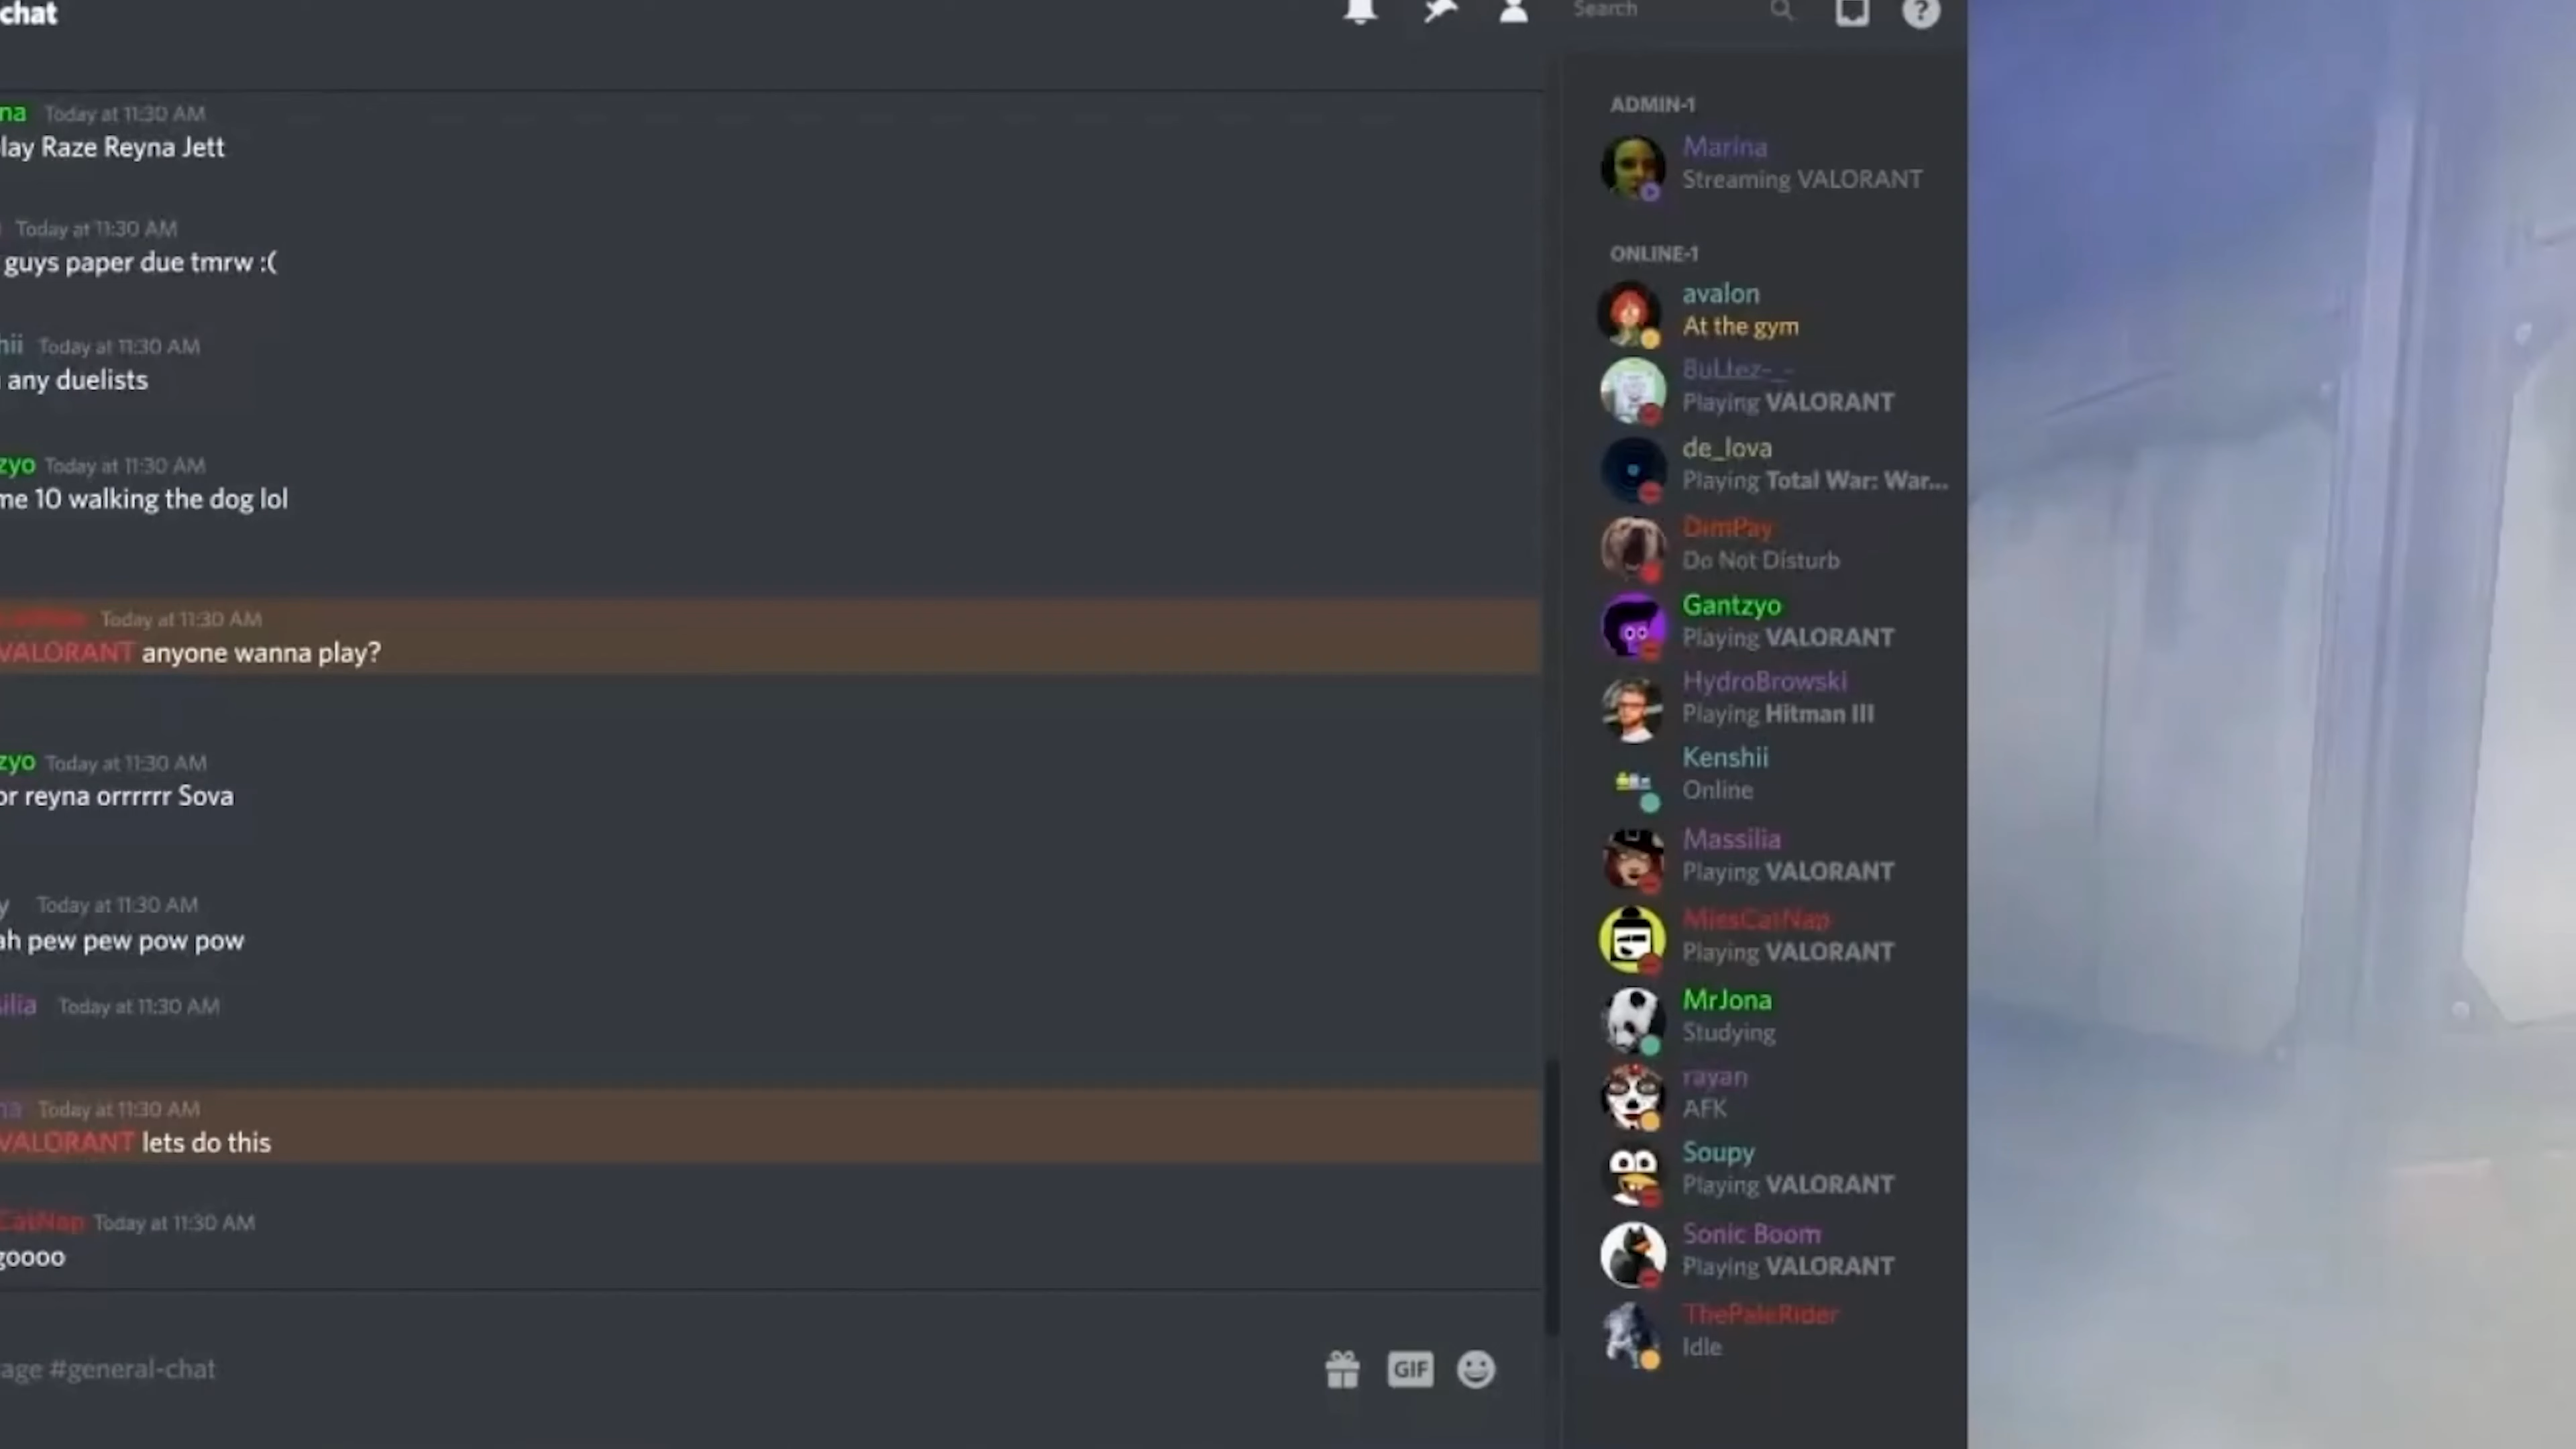 chat
Search
na Today at 11:30 AM
lay Raze Reyna Jett
Today at 11:30 AM
guys paper due tmrw :(
hii Today at 11:30 AM
any duelists
zyo Today at 11:30 AM
me 10 walking the dog lol
Today at 11:30 AM
VALORANT anyone wanna play?
zyo Today at 11:30 AM
or reyna orrrrrr Sova
y Today at 11:30 AM
ah pew pew pow pow
ilia Today at 11:30 AM
na Today at 11:30 AM
VALORANT lets do this
CatNap Today at 11:30 AM
goooo
age #general-chat
GIF
ADMIN-1
Marina
Streaming VALORANT
ONLINE-1
avalon
At the gym
8uLtez-_-
Playing VALORANT
de_lova
Playing Total War: War...
DimPay
Do Not Disturb
Gantzyo
Playing VALORANT
HydroBrowski
Playing Hitman III
Kenshii
Online
Massilia
Playing VALORANT
MiesCatNap
Playing VALORANT
MrJona
Studying
rayan
AFK
Soupy
Playing VALORANT
Sonic Boom
Playing VALORANT
ThePaleRider
Idle